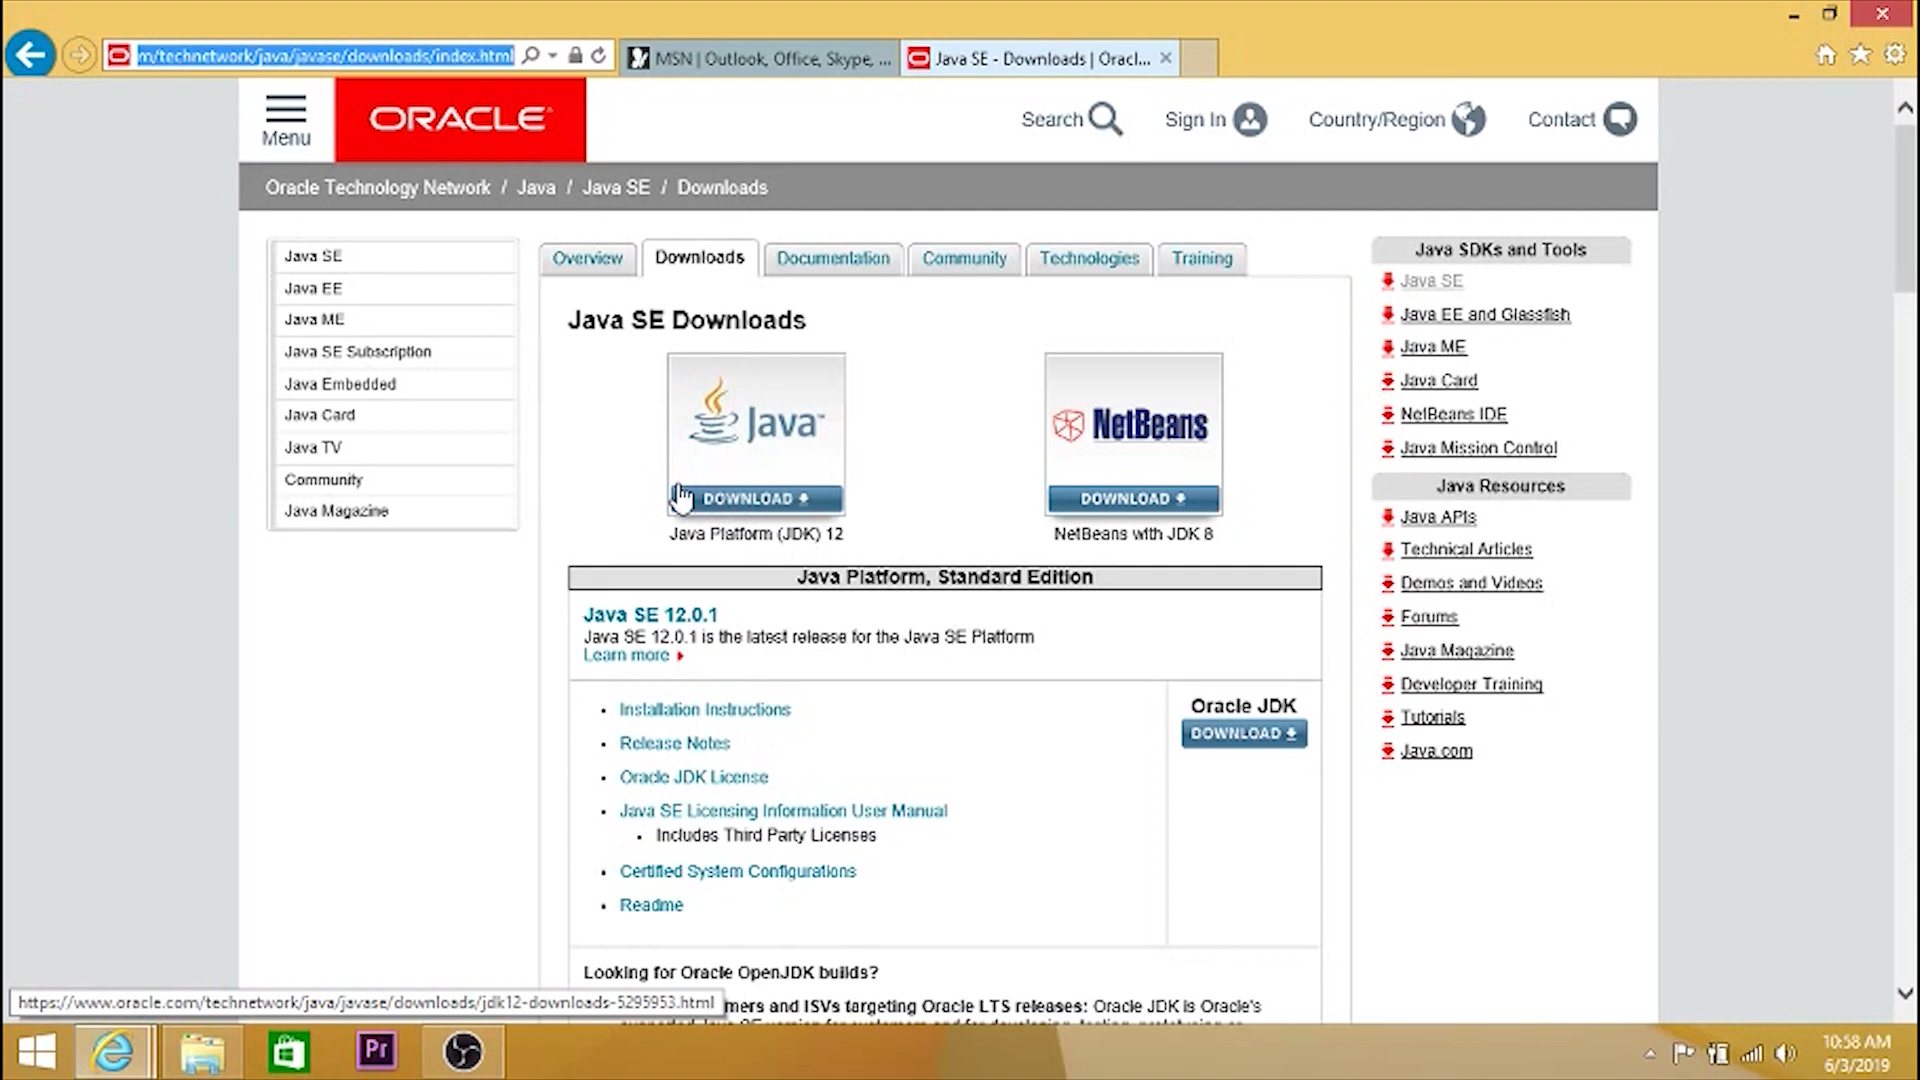 m/technetwork/java/javase/downloads/index.html
MSN | Outlook, Office, Skype, ...
Java SE - Downloads | Oracl...
Menu
ORACLE
Search
Sign In
Country/Region
Contact
Oracle Technology Network / Java / Java SE / Downloads
Java SE
Java EE
Java ME
Java SE Subscription
Java Embedded
Java Card
Java TV
Community
Java Magazine
Overview
Downloads
Documentation
Community
Technologies
Training
Java SE Downloads
Java™
DOWNLOAD
Java Platform (JDK) 12
NetBeans
DOWNLOAD
NetBeans with JDK 8
Java Platform, Standard Edition
Java SE 12.0.1
Java SE 12.0.1 is the latest release for the Java SE Platform
Learn more
• Installation Instructions
• Release Notes
• Oracle JDK License
• Java SE Licensing Information User Manual
• Includes Third Party Licenses
• Certified System Configurations
• Readme
Oracle JDK
DOWNLOAD
Looking for Oracle OpenJDK builds?
mers and ISVs targeting Oracle LTS releases: Oracle JDK is Oracle's
Java SDKs and Tools
Java SE
Java EE and Glassfish
Java ME
Java Card
NetBeans IDE
Java Mission Control
Java Resources
Java APIs
Technical Articles
Demos and Videos
Forums
Java Magazine
Developer Training
Tutorials
Java.com
https://www.oracle.com/technetwork/java/javase/downloads/jdk12-downloads-5295953.html
Pr
10:58 AM
6/3/2019